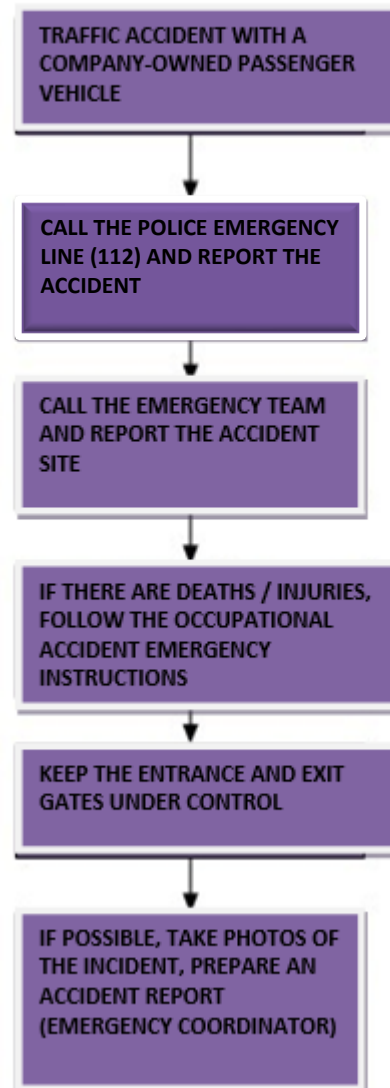 TRAFFIC ACCIDENT WITH A
COMPANY-OWNED PASSENGER
VEHICLE
CALL THE POLICE EMERGENCY
LINE (112) AND REPORT THE
ACCIDENT
CALL THE EMERGENCY TEAM
AND REPORT THE ACCIDENT
SITE
IF THERE ARE DEATHS / INJURIES,
FOLLOW THE OCCUPATIONAL
ACCIDENT EMERGENCY
INSTRUCTIONS
KEEP THE ENTRANCE AND EXIT
GATES UNDER CONTROL
IF POSSIBLE, TAKE PHOTOS OF
THE INCIDENT, PREPARE AN
ACCIDENT REPORT
(EMERGENCY COORDINATOR)